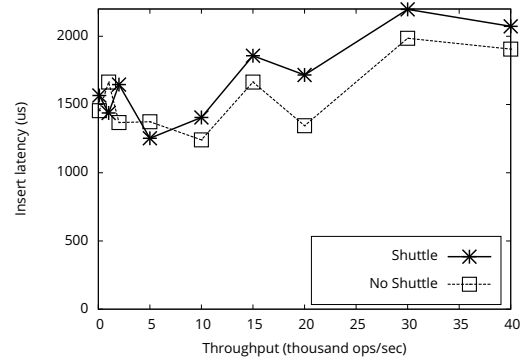 2000
1500
1000
500
0
Insert latency (us)
Shuttle
No Shuttle
0 5 10 15 20 25 30 35 40
Throughput (thousand ops/sec)